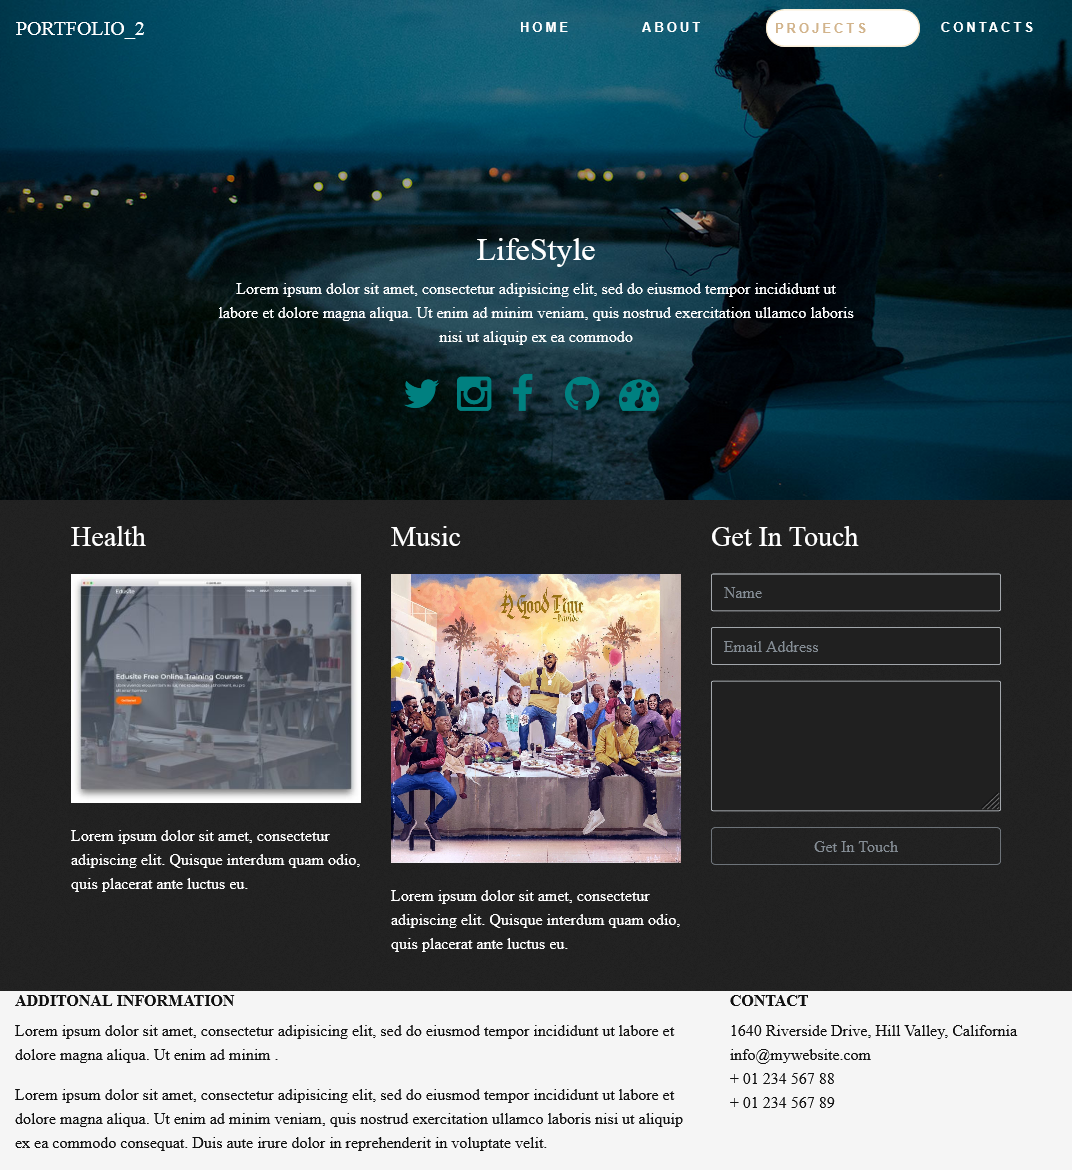 PORTFOLIO_2
HOME ABOUT PROJECTS CONTACTS
LifeStyle
Lorem ipsum dolor sit amet, consectetur adipisicing elit, sed do eiusmod tempor incididunt ut
labore et dolore magna aliqua. Ut enim ad minim veniam, quis nostrud exercitation ullamco laboris
nisi ut aliquip ex ea commodo
Health
Edusite
Edusite Free Online Training Courses
Lorem ipsum dolor sit amet, consectetur
adipiscing elit. Quisque interdum quam odio,
quis placerat ante luctus eu.
Music
A Good Time
~Davido
Lorem ipsum dolor sit amet, consectetur
adipiscing elit. Quisque interdum quam odio,
quis placerat ante luctus eu.
Get In Touch
Name
Email Address
Get In Touch
ADDITONAL INFORMATION
Lorem ipsum dolor sit amet, consectetur adipisicing elit, sed do eiusmod tempor incididunt ut labore et
dolore magna aliqua. Ut enim ad minim .
Lorem ipsum dolor sit amet, consectetur adipisicing elit, sed do eiusmod tempor incididunt ut labore et
dolore magna aliqua. Ut enim ad minim veniam, quis nostrud exercitation ullamco laboris nisi ut aliquip
ex ea commodo consequat. Duis aute irure dolor in reprehenderit in voluptate velit.
CONTACT
1640 Riverside Drive, Hill Valley, California
info@mywebsite.com
+ 01 234 567 88
+ 01 234 567 89